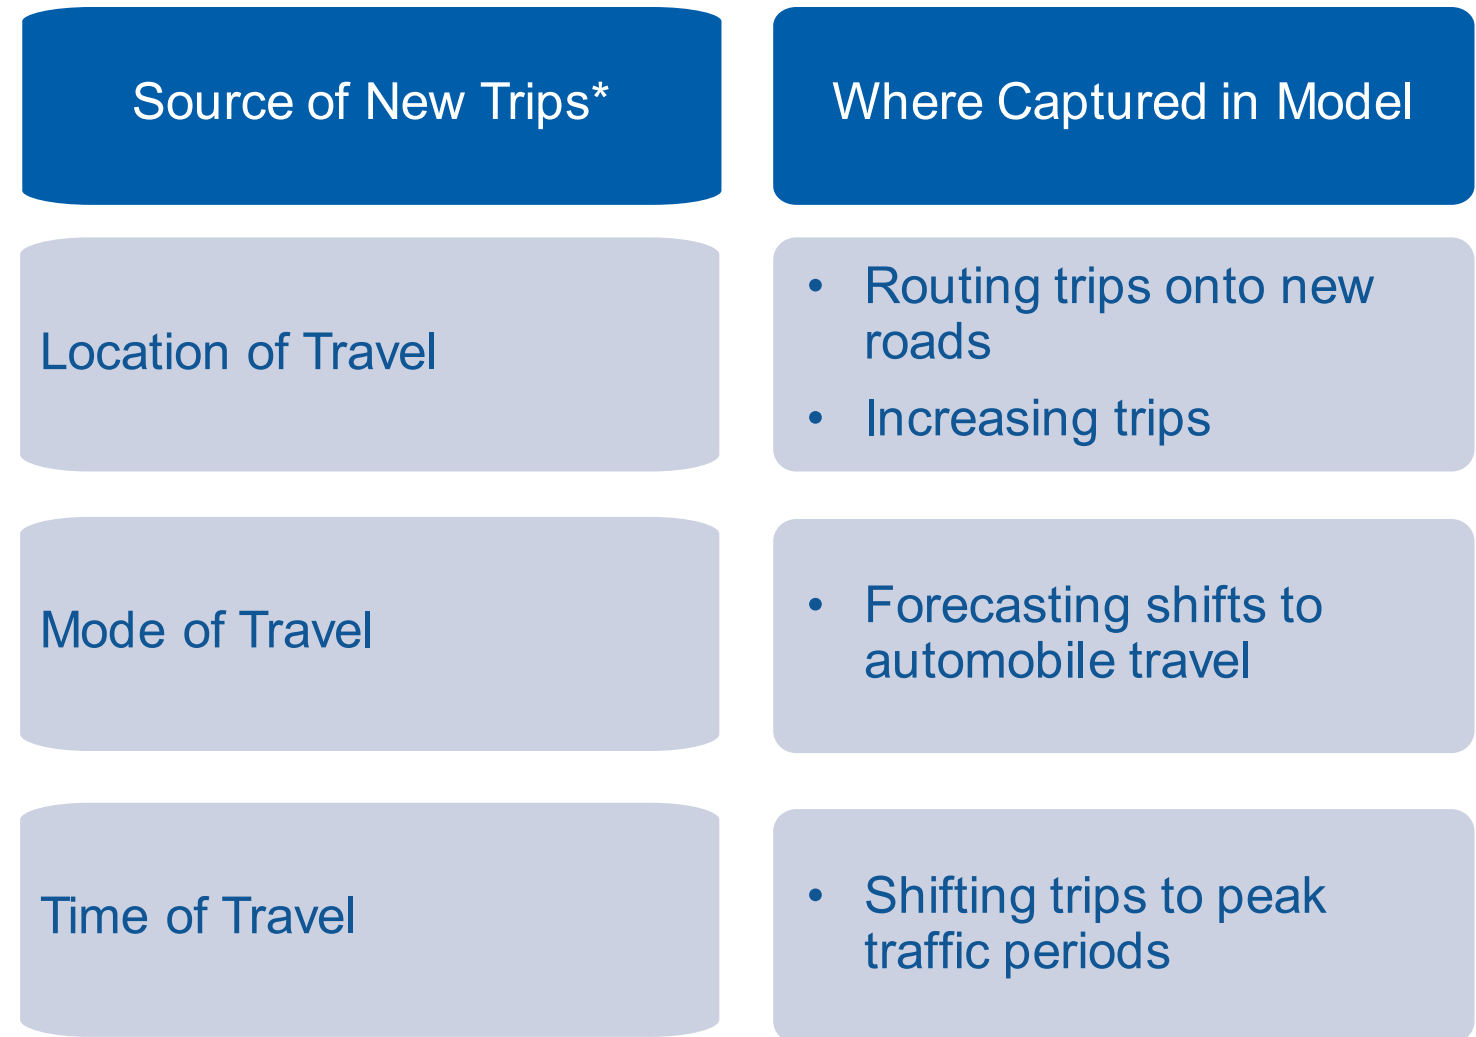 Source of New Trips*
Where Captured in Model
Location of Travel
• Routing trips onto new
roads
• Increasing trips
Mode of Travel
• Forecasting shifts to
automobile travel
Time of Travel
• Shifting trips to peak
traffic periods